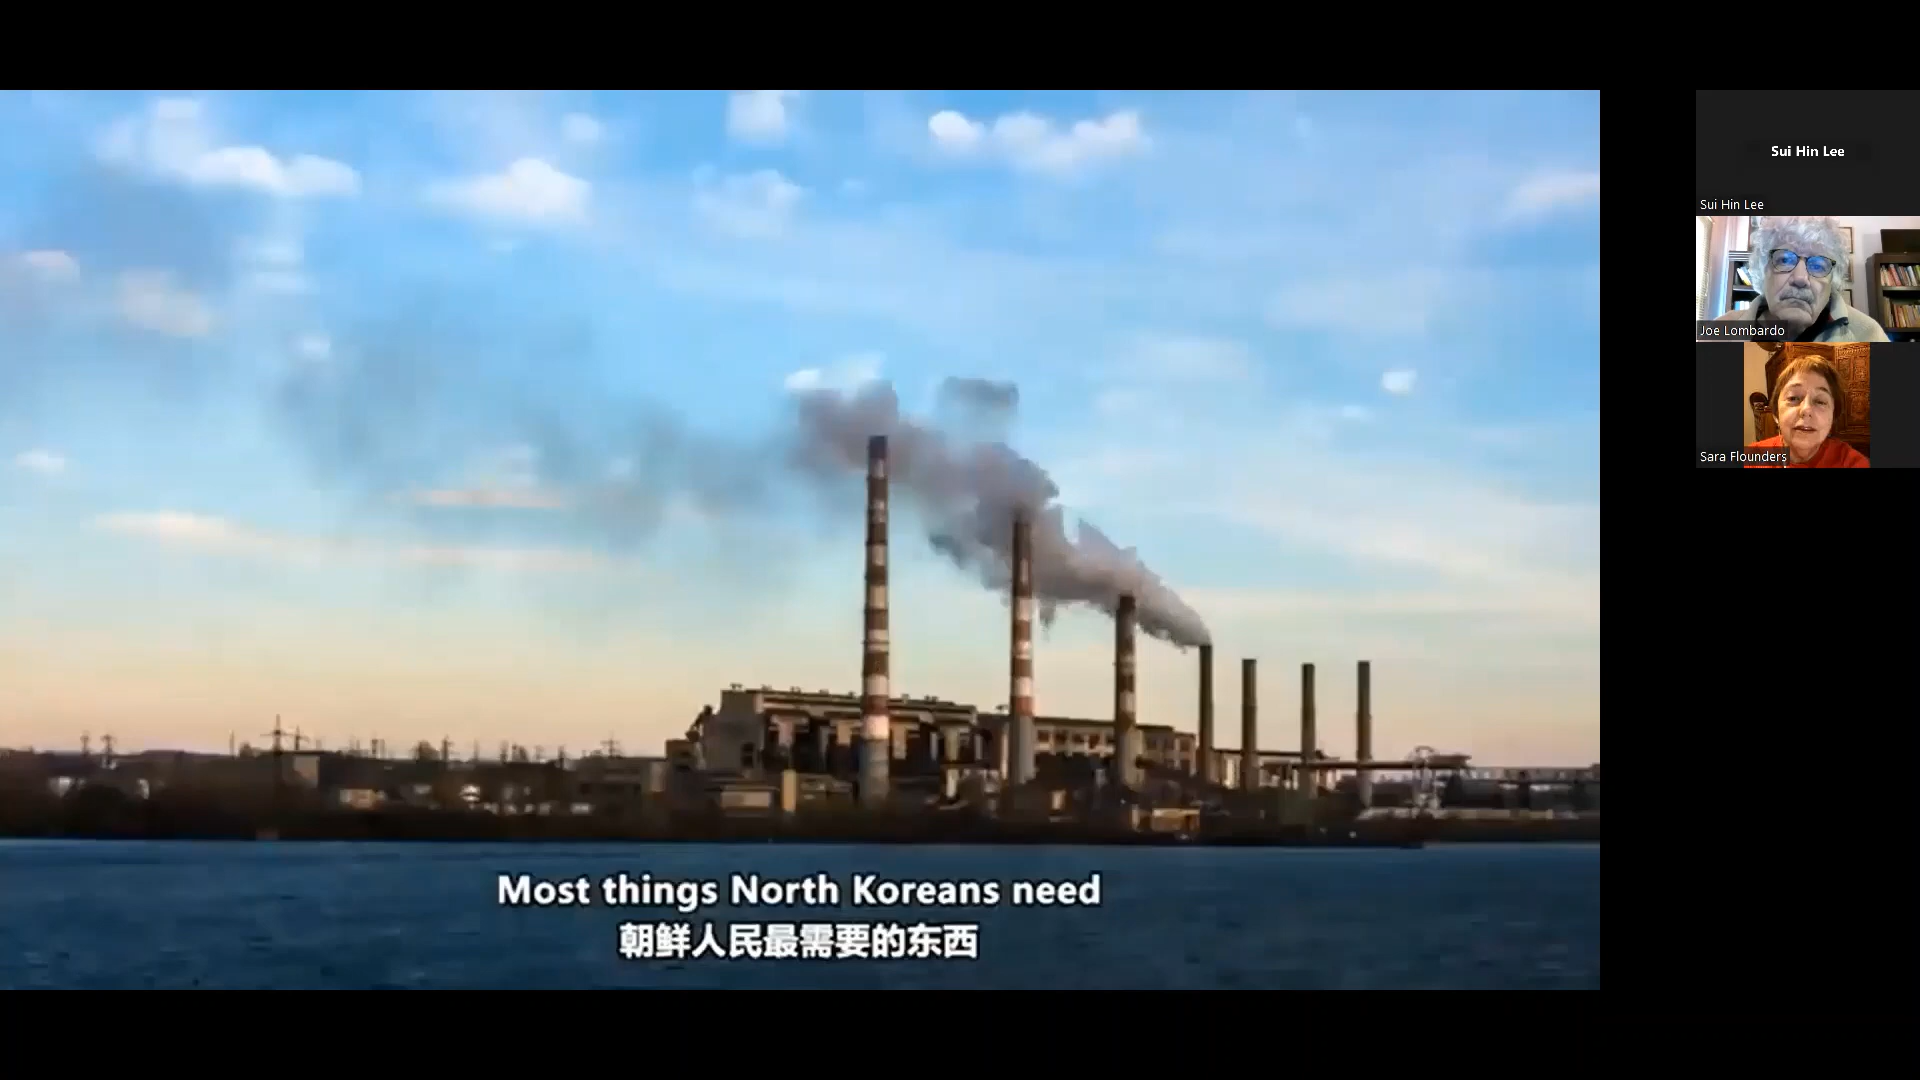 Most things North Koreans need
朝鲜人民最需要的东西
Sui Hin Lee
Sui Hin Lee
Joe Lombardo
Sara Flounders